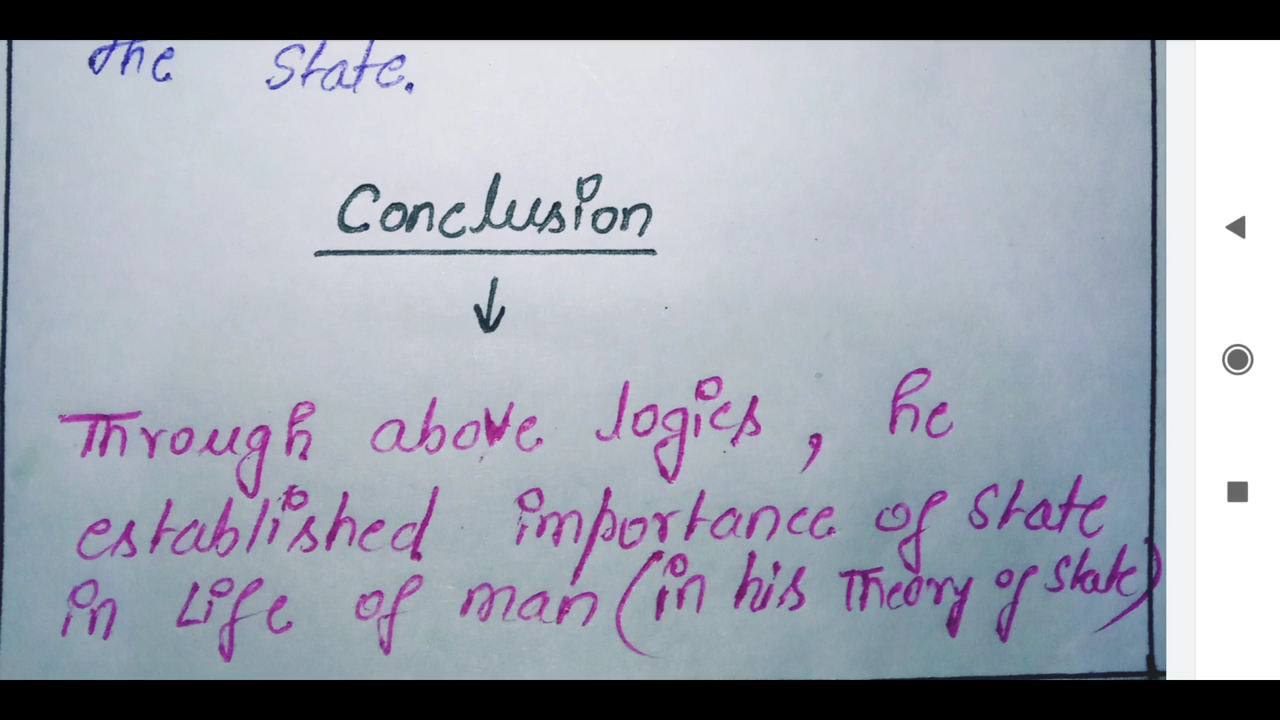 the State.
Conclusion
↓
Through above logics, he
established importance of State
in Life of man (in his Theory of State)